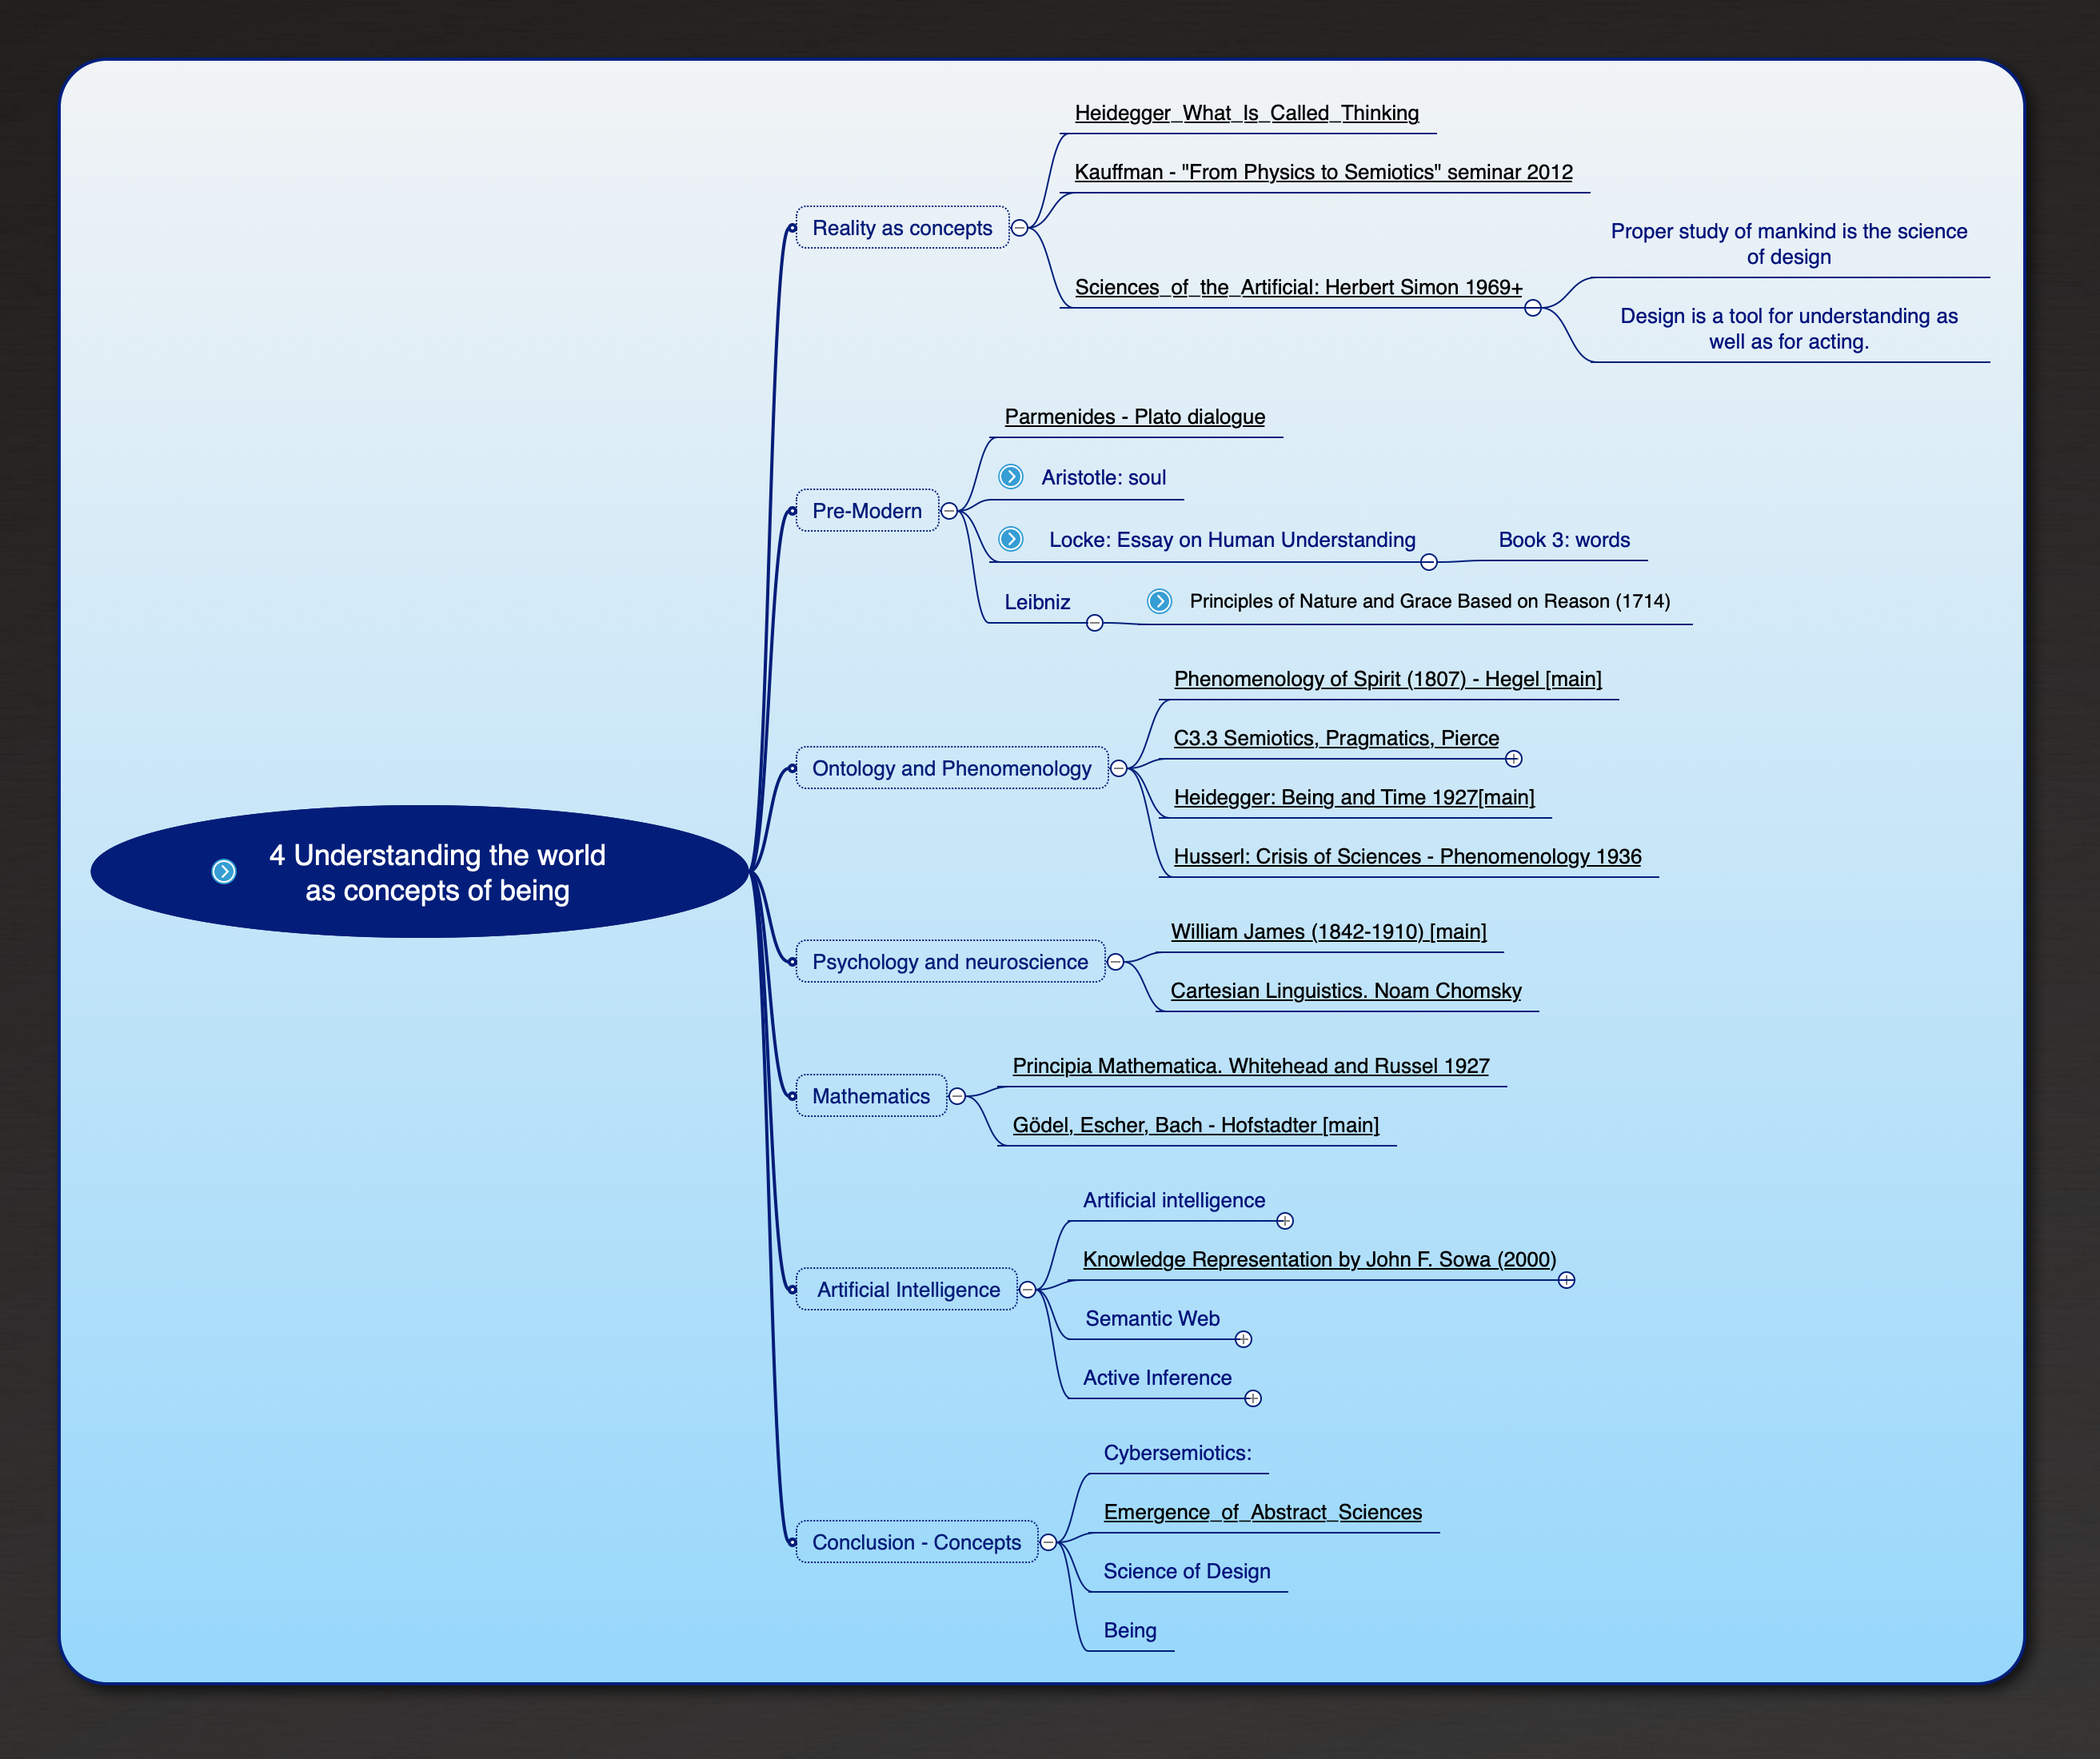 4 Understanding the world
as concepts of being
Reality as concepts
Heidegger_What_Is_Called_Thinking
Kauffman - "From Physics to Semiotics" seminar 2012
Sciences_of_the_Artificial: Herbert Simon 1969+
Proper study of mankind is the science
of design
Design is a tool for understanding as
well as for acting.
Pre-Modern
Parmenides - Plato dialogue
Aristotle: soul
Locke: Essay on Human Understanding
Book 3: words
Leibniz
Principles of Nature and Grace Based on Reason (1714)
Ontology and Phenomenology
Phenomenology of Spirit (1807) - Hegel [main]
C3.3 Semiotics, Pragmatics, Pierce
Heidegger: Being and Time 1927[main]
Husserl: Crisis of Sciences - Phenomenology 1936
Psychology and neuroscience
William James (1842-1910) [main]
Cartesian Linguistics. Noam Chomsky
Mathematics
Principia Mathematica. Whitehead and Russel 1927
Gödel, Escher, Bach - Hofstadter [main]
Artificial Intelligence
Artificial intelligence
Knowledge Representation by John F. Sowa (2000)
Semantic Web
Active Inference
Conclusion - Concepts
Cybersemiotics:
Emergence_of_Abstract_Sciences
Science of Design
Being